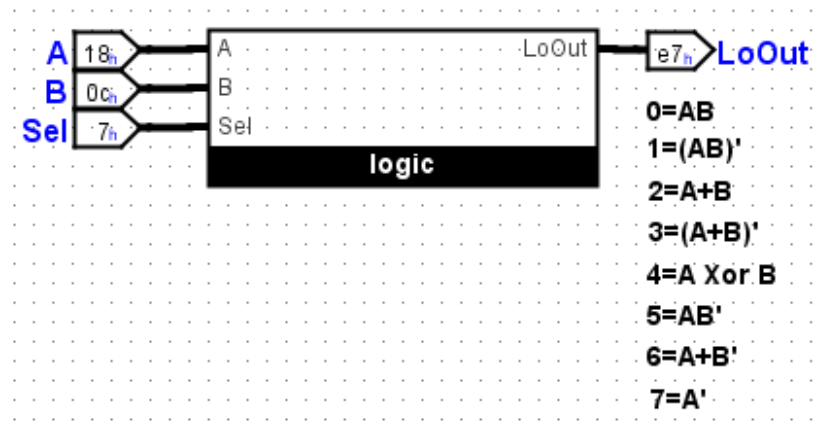 A 18h A LoOut e7h LoOut
B 0ch B
Sel 7h Sel
logic
0=AB
1=(AB)'
2=A+B
3=(A+B)'
4=A Xor B
5=AB'
6=A+B'
7=A'